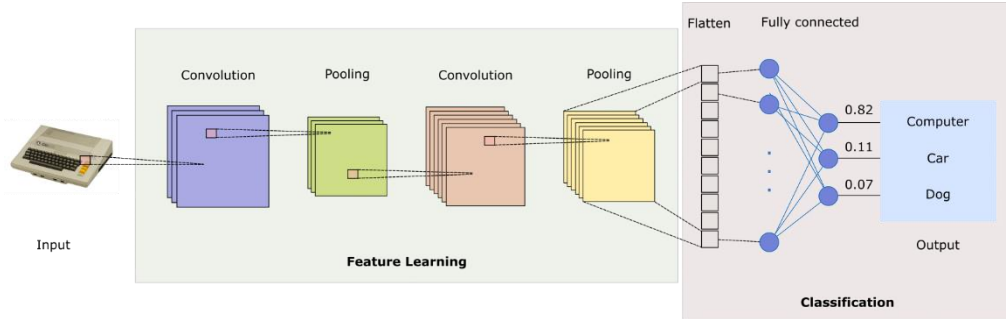 Flatten
Fully connected
Convolution
Pooling
Convolution
Pooling
0.82
Computer
0.11
Car
0.07
Dog
Input
Output
Feature Learning
Classification